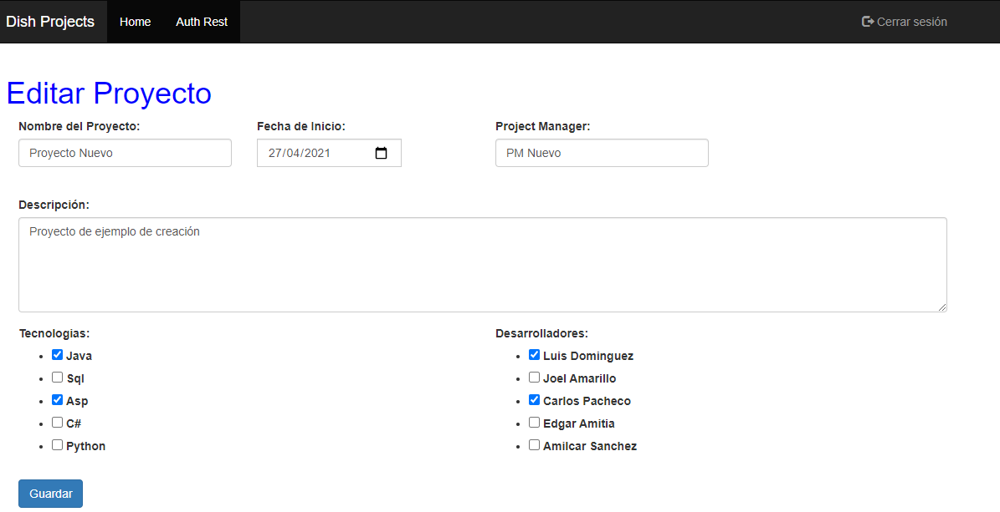 Dish Projects Home Auth Rest Cerrar sesión
Editar Proyecto
Nombre del Proyecto: Fecha de Inicio: Project Manager:
Proyecto Nuevo 27/04/2021 PM Nuevo
Descripción:
Proyecto de ejemplo de creación
Tecnologías: Desarrolladores:
Java Luis Dominguez
Sql Joel Amarillo
Asp Carlos Pacheco
C# Edgar Amitia
Python Amilcar Sanchez
Guardar